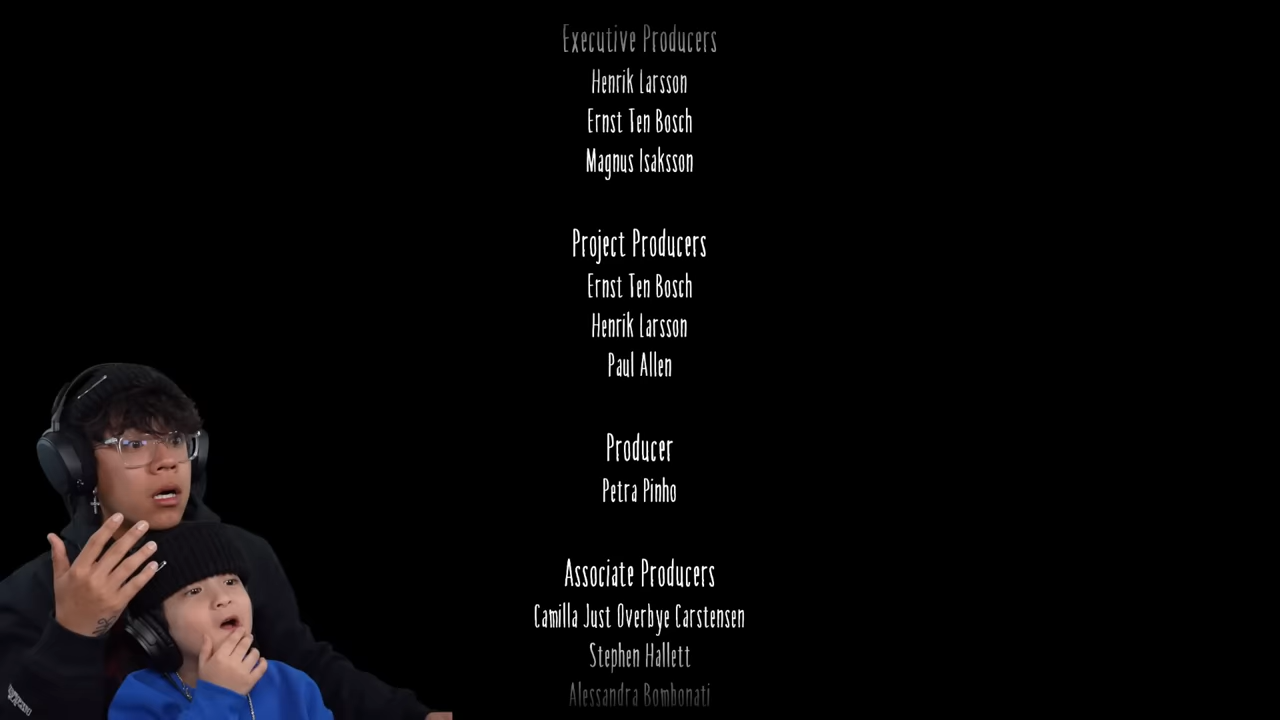 Executive Producers
Henrik Larsson
Ernst Ten Bosch
Magnus Isaksson
Project Producers
Ernst Ten Bosch
Henrik Larsson
Paul Allen
Producer
Petra Pinho
Associate Producers
Camilla Just Overbye Carstensen
Stephen Hallett
Alessandra Bombonati